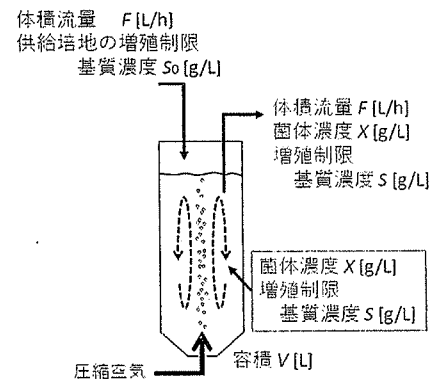 体積流量 F [L/h]
供給培地の増殖制限
基質濃度 So [g/L]
体積流量 F [L/h]
菌体濃度 X [g/L]
増殖制限
基質濃度 S [g/L]
菌体濃度 X [g/L]
増殖制限
基質濃度 S [g/L]
容積 V [L]
圧縮空気